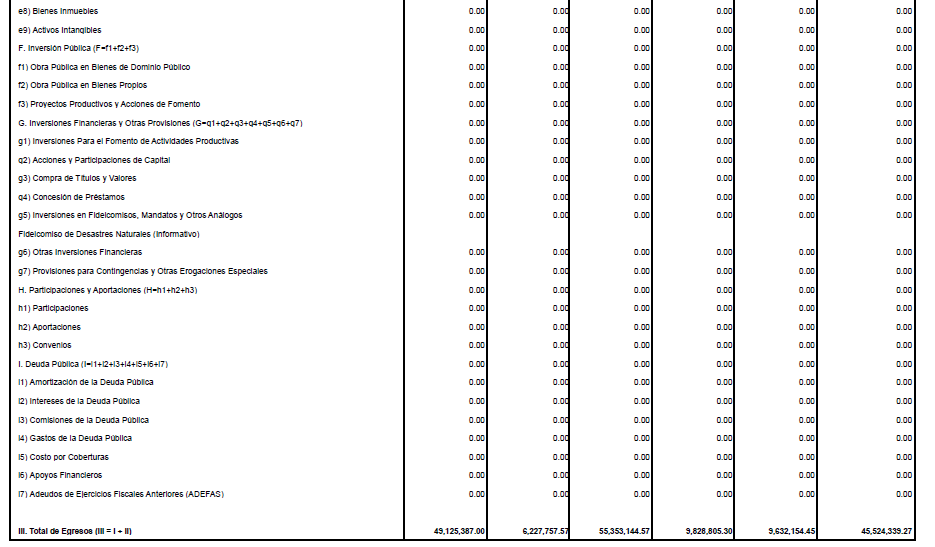 e8) Bienes Inmuebles 0.00 0.00 0.00 0.00 0.00 0.00
e9) Activos Intangibles 0.00 0.00 0.00 0.00 0.00 0.00
F. Inversión Pública (F=f1+f2+f3) 0.00 0.00 0.00 0.00 0.00 0.00
f1) Obra Pública en Bienes de Dominio Público 0.00 0.00 0.00 0.00 0.00 0.00
f2) Obra Pública en Bienes Propios 0.00 0.00 0.00 0.00 0.00 0.00
f3) Proyectos Productivos y Acciones de Fomento 0.00 0.00 0.00 0.00 0.00 0.00
G. Inversiones Financieras y Otras Provisiones (G=g1+g2+g3+g4+g5+g6+g7) 0.00 0.00 0.00 0.00 0.00 0.00
g1) Inversiones Para el Fomento de Actividades Productivas 0.00 0.00 0.00 0.00 0.00 0.00
g2) Acciones y Participaciones de Capital 0.00 0.00 0.00 0.00 0.00 0.00
g3) Compra de Títulos y Valores 0.00 0.00 0.00 0.00 0.00 0.00
g4) Concesión de Préstamos 0.00 0.00 0.00 0.00 0.00 0.00
g5) Inversiones en Fideicomisos, Mandatos y Otros Análogos 0.00 0.00 0.00 0.00 0.00 0.00
Fideicomiso de Desastres Naturales (Informativo)
g6) Otras Inversiones Financieras 0.00 0.00 0.00 0.00 0.00 0.00
g7) Provisiones para Contingencias y Otras Erogaciones Especiales 0.00 0.00 0.00 0.00 0.00 0.00
H. Participaciones y Aportaciones (H=h1+h2+h3) 0.00 0.00 0.00 0.00 0.00 0.00
h1) Participaciones 0.00 0.00 0.00 0.00 0.00 0.00
h2) Aportaciones 0.00 0.00 0.00 0.00 0.00 0.00
h3) Convenios 0.00 0.00 0.00 0.00 0.00 0.00
I. Deuda Pública (I=i1+i2+i3+i4+i5+i6+i7) 0.00 0.00 0.00 0.00 0.00 0.00
i1) Amortización de la Deuda Pública 0.00 0.00 0.00 0.00 0.00 0.00
i2) Intereses de la Deuda Pública 0.00 0.00 0.00 0.00 0.00 0.00
i3) Comisiones de la Deuda Pública 0.00 0.00 0.00 0.00 0.00 0.00
i4) Gastos de la Deuda Pública 0.00 0.00 0.00 0.00 0.00 0.00
i5) Costo por Coberturas 0.00 0.00 0.00 0.00 0.00 0.00
i6) Apoyos Financieros 0.00 0.00 0.00 0.00 0.00 0.00
i7) Adeudos de Ejercicios Fiscales Anteriores (ADEFAS) 0.00 0.00 0.00 0.00 0.00 0.00
III. Total de Egresos (III = I + II) 49,125,387.00 6,227,757.57 55,353,144.57 9,828,805.30 9,632,154.45 45,524,339.27